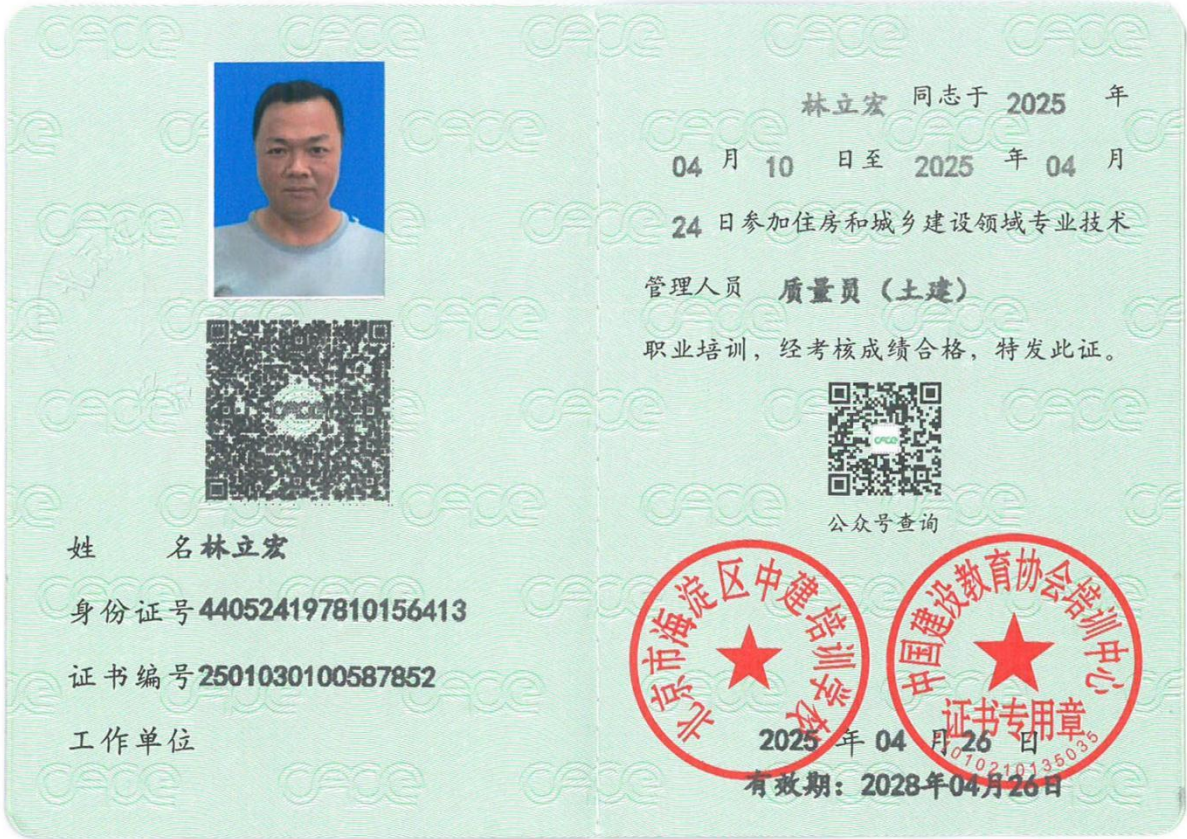 姓 名林立宏
身份证号440524197810156413
证书编号2501030100587852
工作单位
林立宏 同志于 2025 年
04 月 10 日至 2025 年 04 月
24 日参加住房和城乡建设领域专业技术
管理人员 质量员（土建）
职业培训，经考核成绩合格，特发此证。
公众号查询
北京市海淀区中建培训学校
中国建设教育协会培训中心
证书专用章
2025 年 04 月 26 日
有效期：2028年04月26日